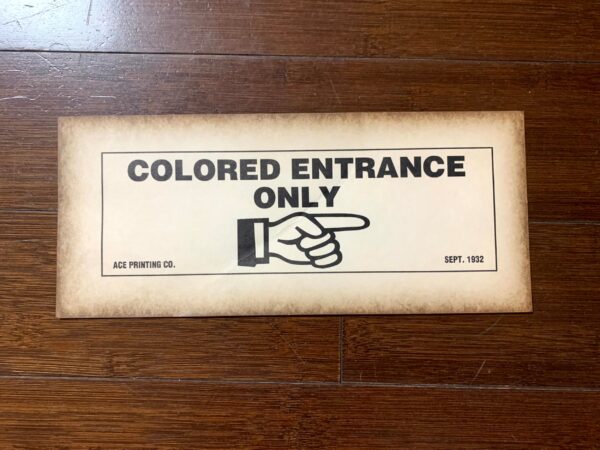 COLORED ENTRANCE
ONLY
ACE PRINTING CO.
SEPT. 1932